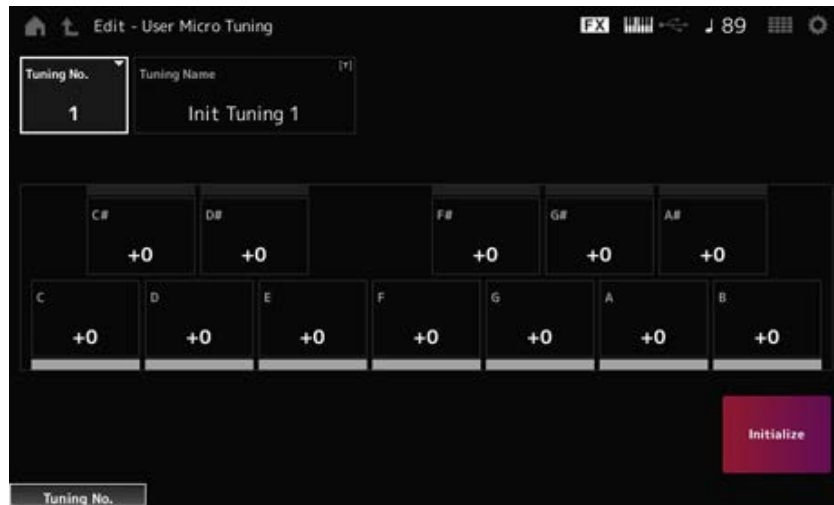 Edit - User Micro Tuning FX ♩ 89
Tuning No. Tuning Name [T]
1 Init Tuning 1
C# D# F# G# A#
+0 +0 +0 +0 +0
C D E F G A B
+0 +0 +0 +0 +0 +0 +0
Initialize
Tuning No.